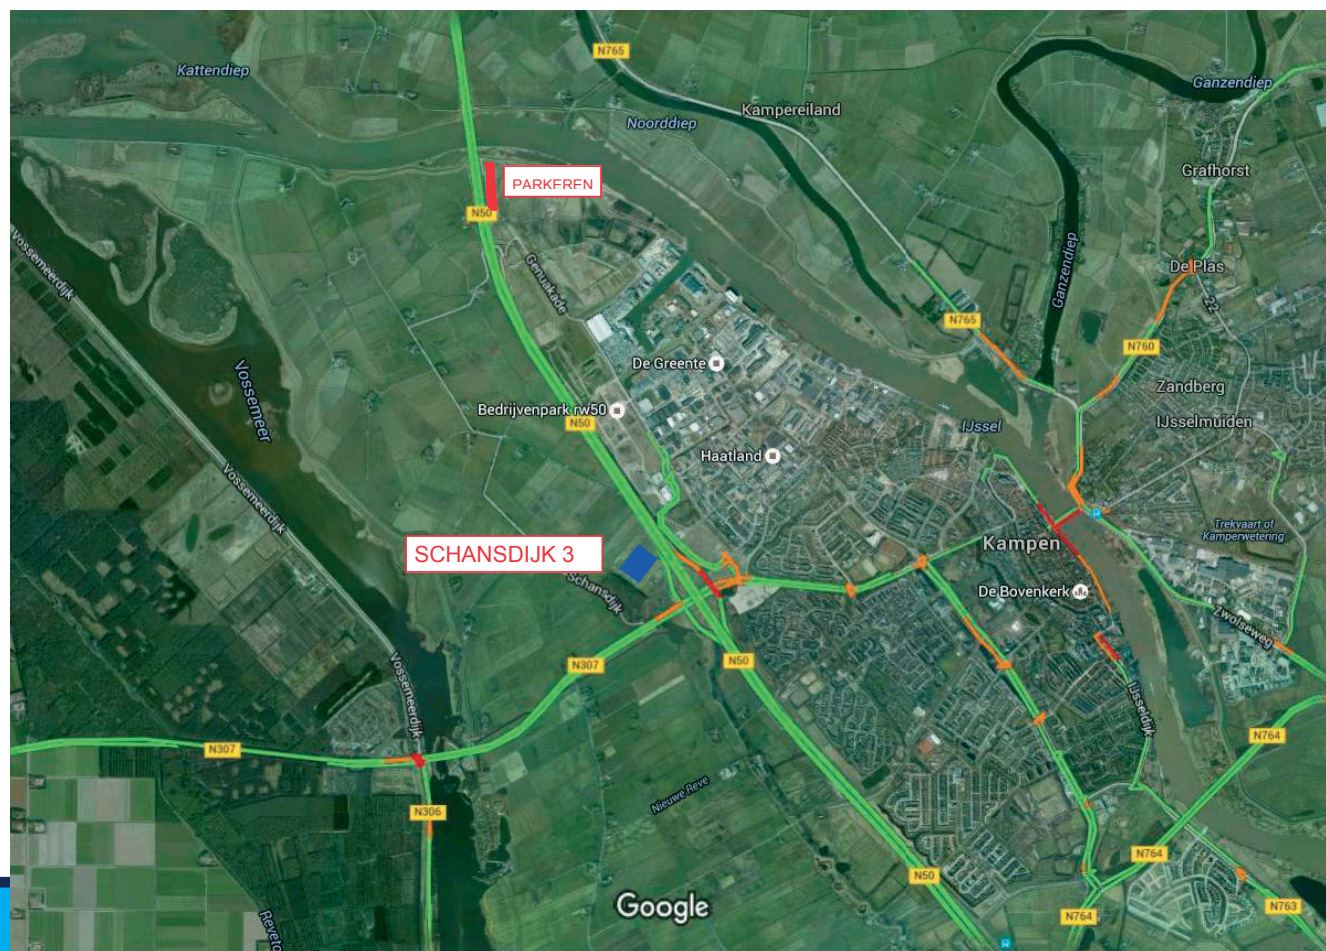 N765
Kattendiep
Ganzendiep
Kampereiland
Noorddiep
Grafhorst
PARKEREN
N50
Vossemeerdijk
Genuakade
Ganzendiep
De Plas
22
N765
N760
De Greente
Zandberg
Vossemeer
Bedrijvenpark rw50
N50
IJssel
IJsselmuiden
Haatland
Vossemeerdijk
Trekvaart of
Kamperwetering
Kampen
SCHANSDIJK 3
Schansdijk
De Bovenkerk
Zwolseweg
N307
N50
Vossemeerdijk
IJsseldijk
N307
N764
Nieuwe Reve
N306
N764
N50
Google
N764
N763